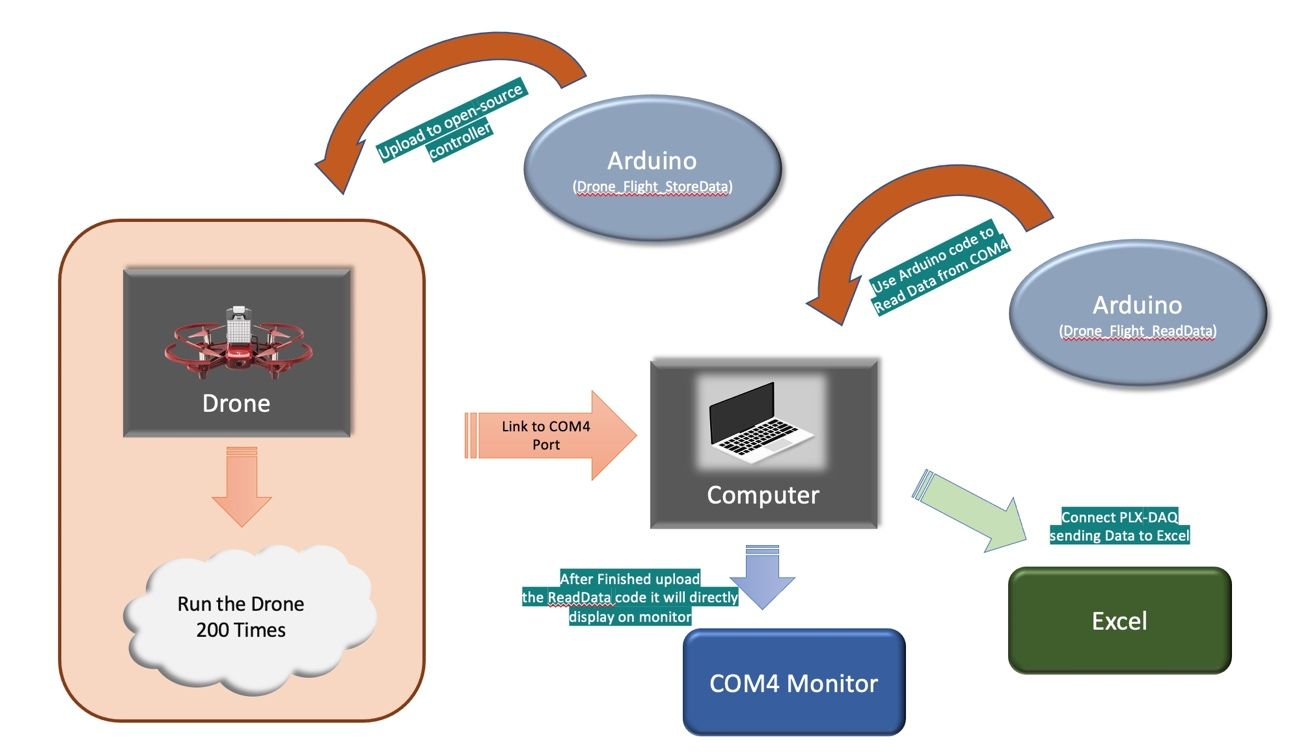 Upload to open-source
controller
Arduino
(Drone_Flight_StoreData)
Use Arduino code to
Read Data from COM4
Arduino
(Drone_Flight_ReadData)
Drone
Link to COM4
Port
Computer
Run the Drone
200 Times
Connect PLX-DAQ
sending Data to Excel
After Finished upload
the ReadData code it will directly
display on monitor
Excel
COM4 Monitor